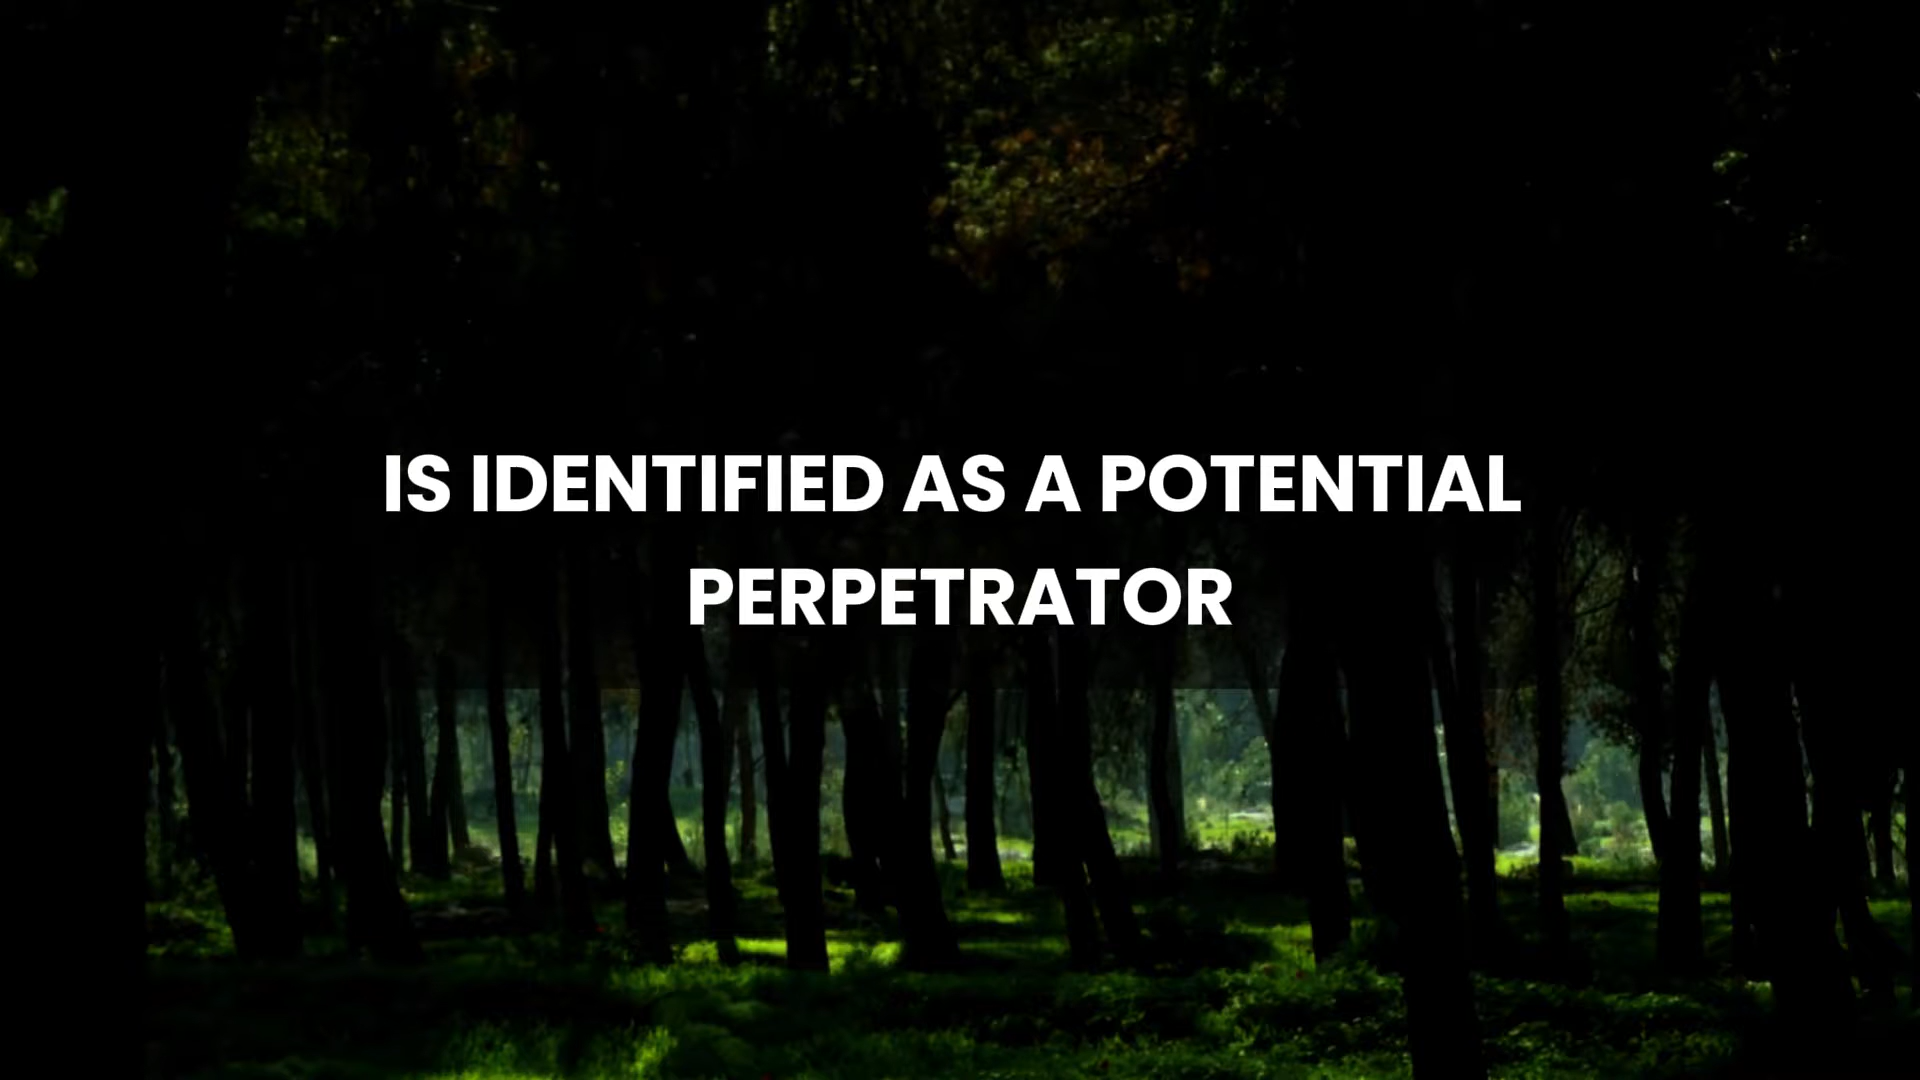 IS IDENTIFIED AS A POTENTIAL
PERPETRATOR